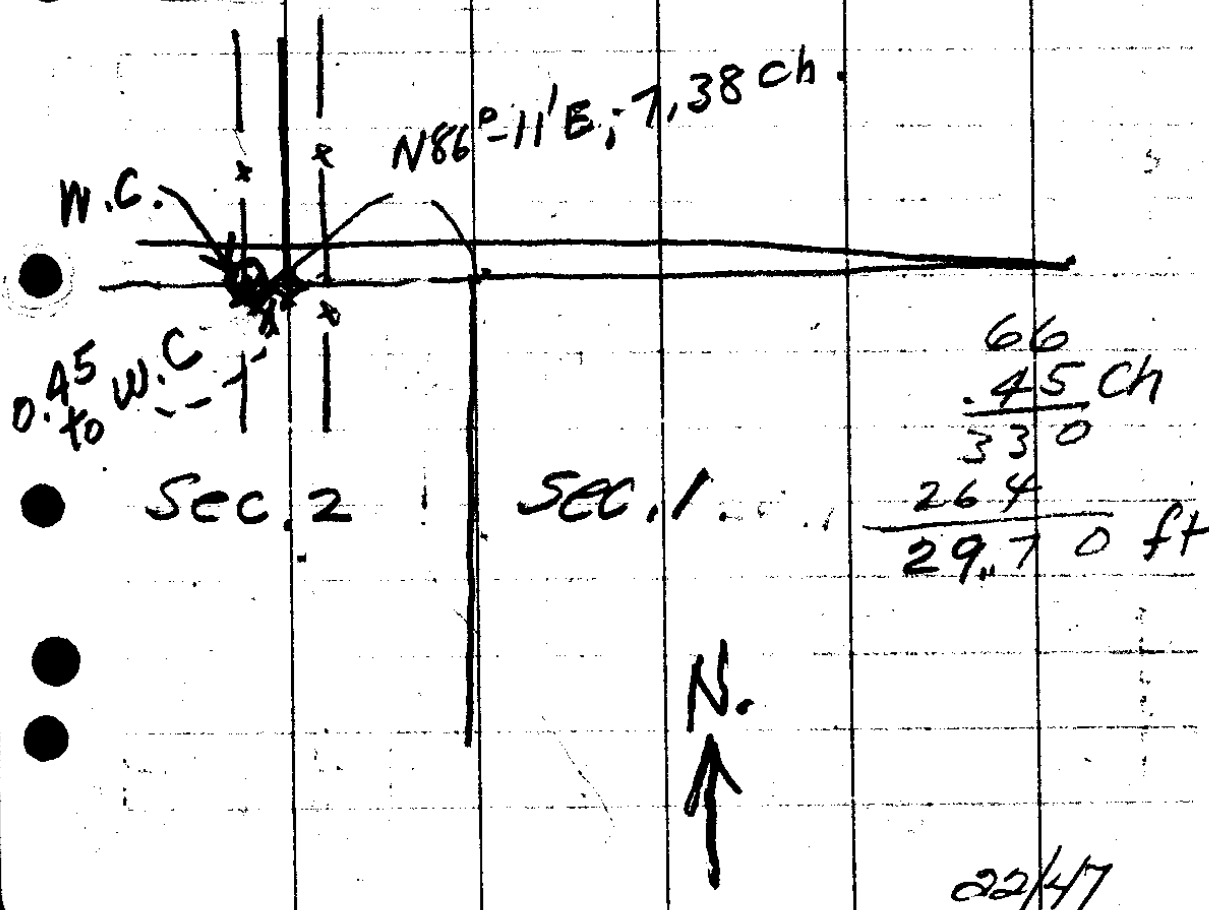 N86°-11'E; 7,38 ch.
W.C.
0.45
to W.C
66
.45 Ch
330
264
29.70 ft
Sec. 2
Sec. 1
N.
22/47